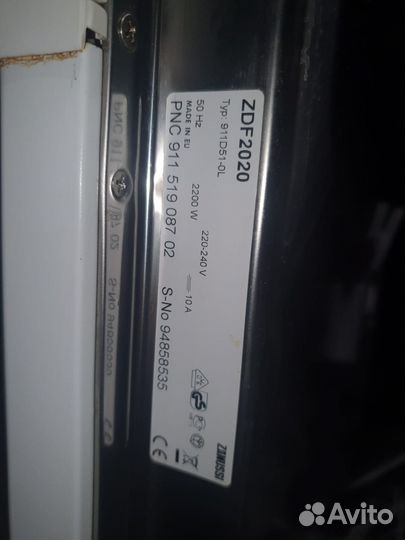 ZDF2020
Typ: 911D51-0L
220-240 V
50 Hz 2200 W 10 A
MADE IN EU
PNC 911 519 087 02 S-No 94858535
ZANUSSI
CE
Avito